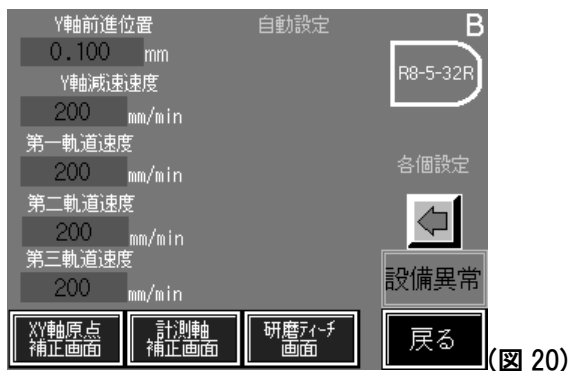 Y軸前進位置
自動設定
B
0.100 mm
R8-5-32R
Y軸減速速度
200 mm/min
第一軌道速度
200 mm/min
各個設定
第二軌道速度
200 mm/min
第三軌道速度
200 mm/min
設備異常
XY軸原点
補正画面
計測軸
補正画面
研磨ティーチ
画面
戻る
(図 20)